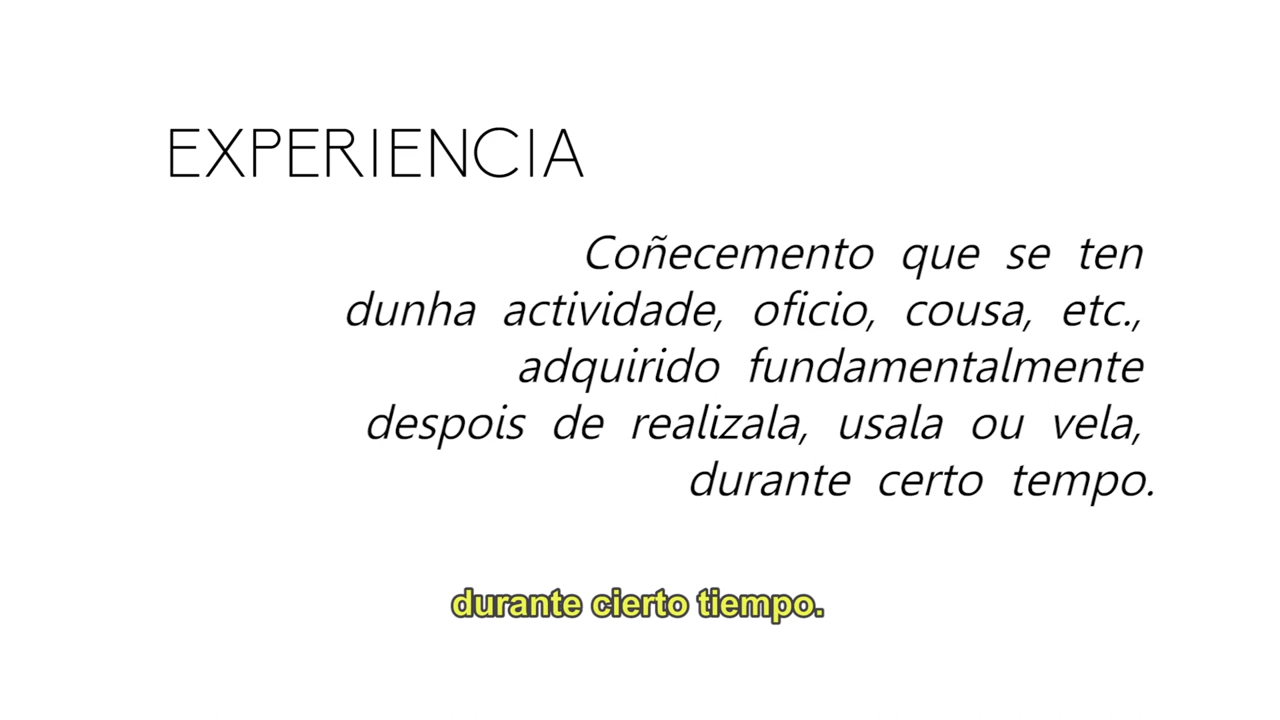 EXPERIENCIA
Coñecemento que se ten
dunha actividade, oficio, cousa, etc.,
adquirido fundamentalmente
despois de realizala, usala ou vela,
durante certo tempo.
durante cierto tiempo.